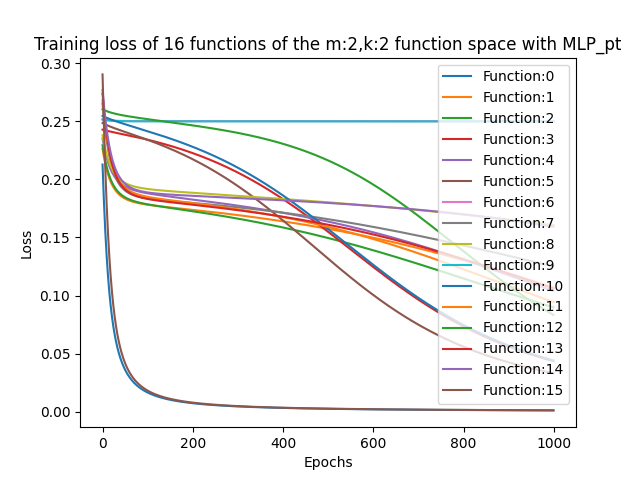 Training loss of 16 functions of the m:2,k:2 function space with MLP_pt
0.30
0.25
0.20
0.15
0.10
0.05
0.00
Loss
0
200
400
600
800
1000
Epochs
Function:0
Function:1
Function:2
Function:3
Function:4
Function:5
Function:6
Function:7
Function:8
Function:9
Function:10
Function:11
Function:12
Function:13
Function:14
Function:15